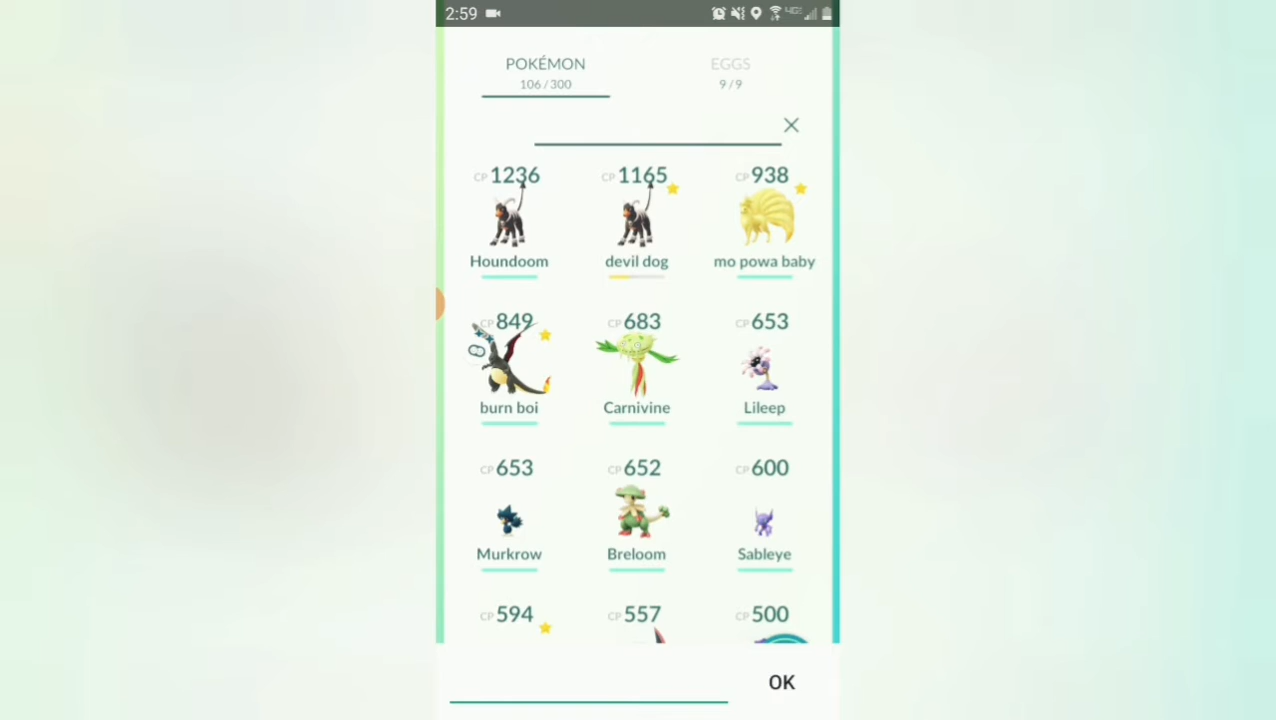 2:59 4G
POKÉMON EGGS
106/300 9/9
CP 1236 CP 1165 CP 938
Houndoom devil dog mo powa baby
CP 849 CP 683 CP 653
burn boi Carnivine Lileep
CP 653 CP 652 CP 600
Murkrow Breloom Sableye
CP 594 CP 557 CP 500
OK